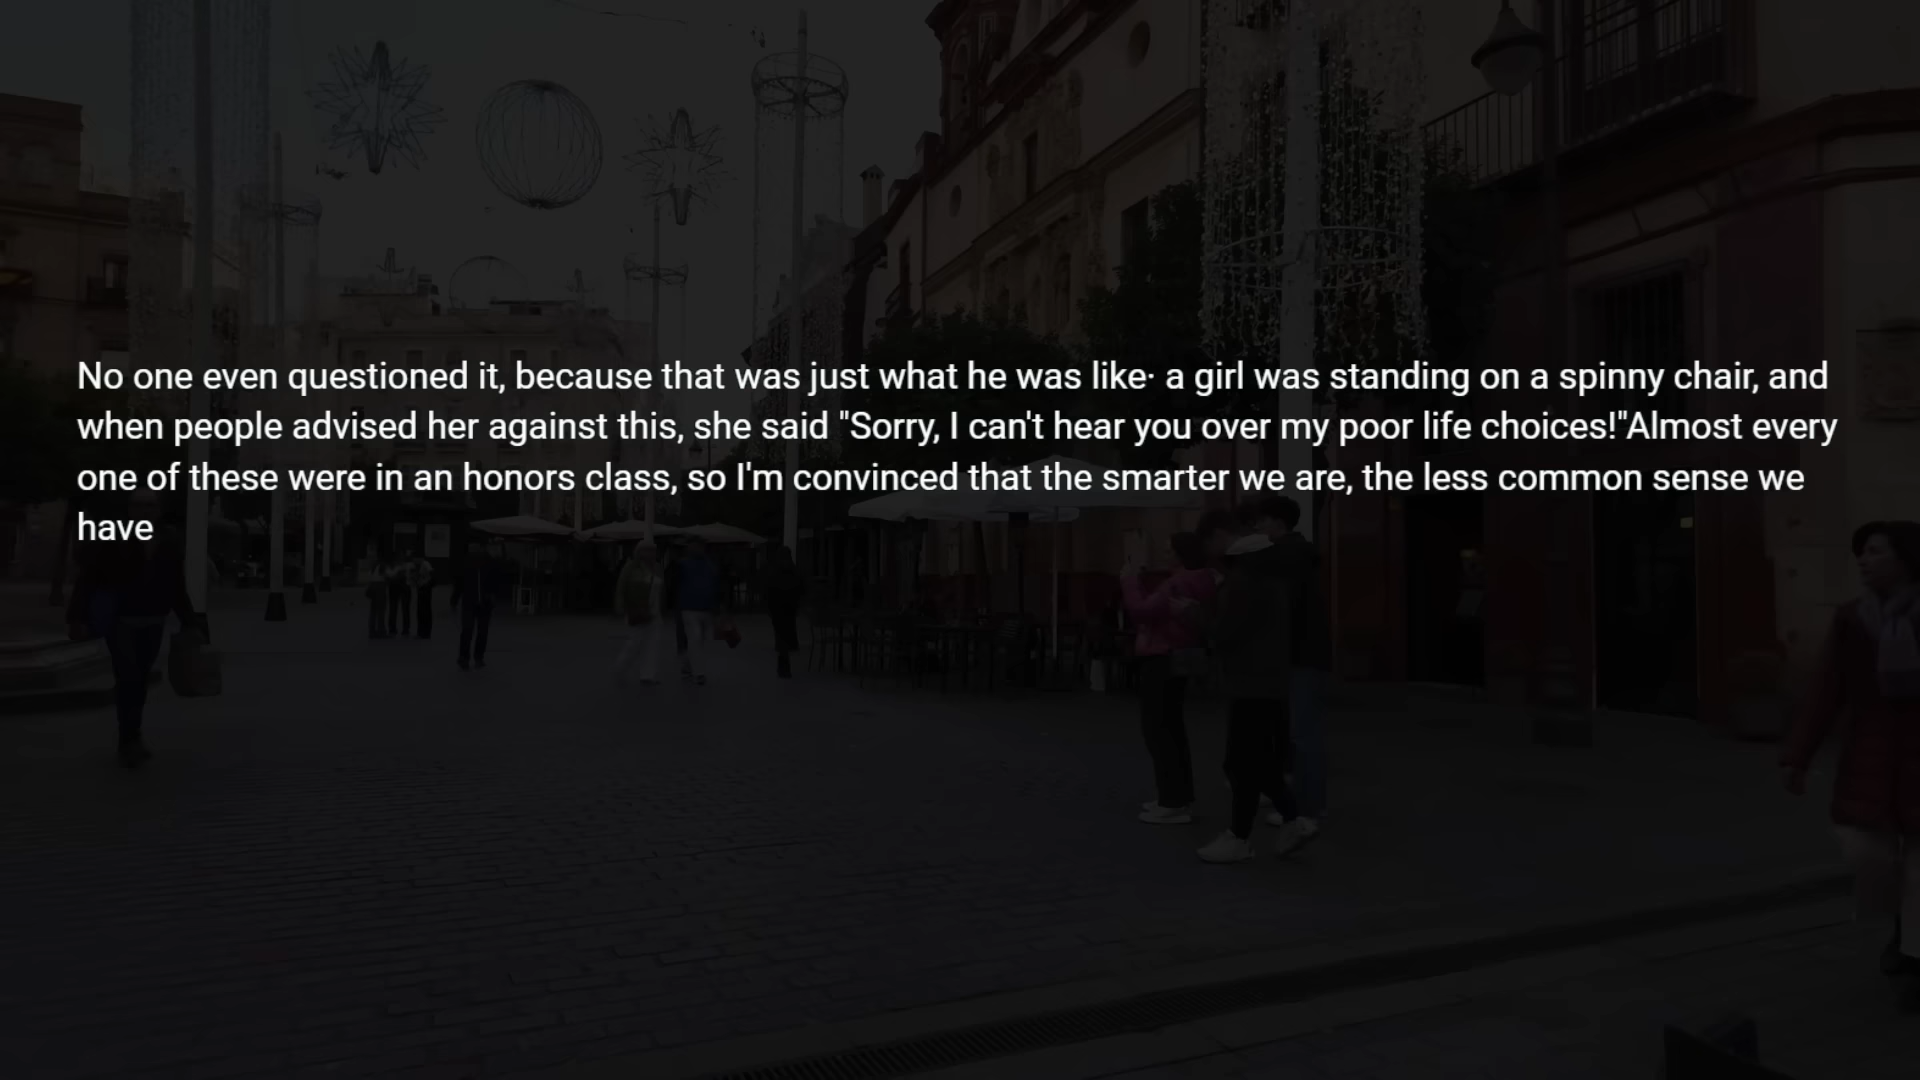 No one even questioned it, because that was just what he was like· a girl was standing on a spinny chair, and
when people advised her against this, she said "Sorry, I can't hear you over my poor life choices!"Almost every
one of these were in an honors class, so I'm convinced that the smarter we are, the less common sense we
have